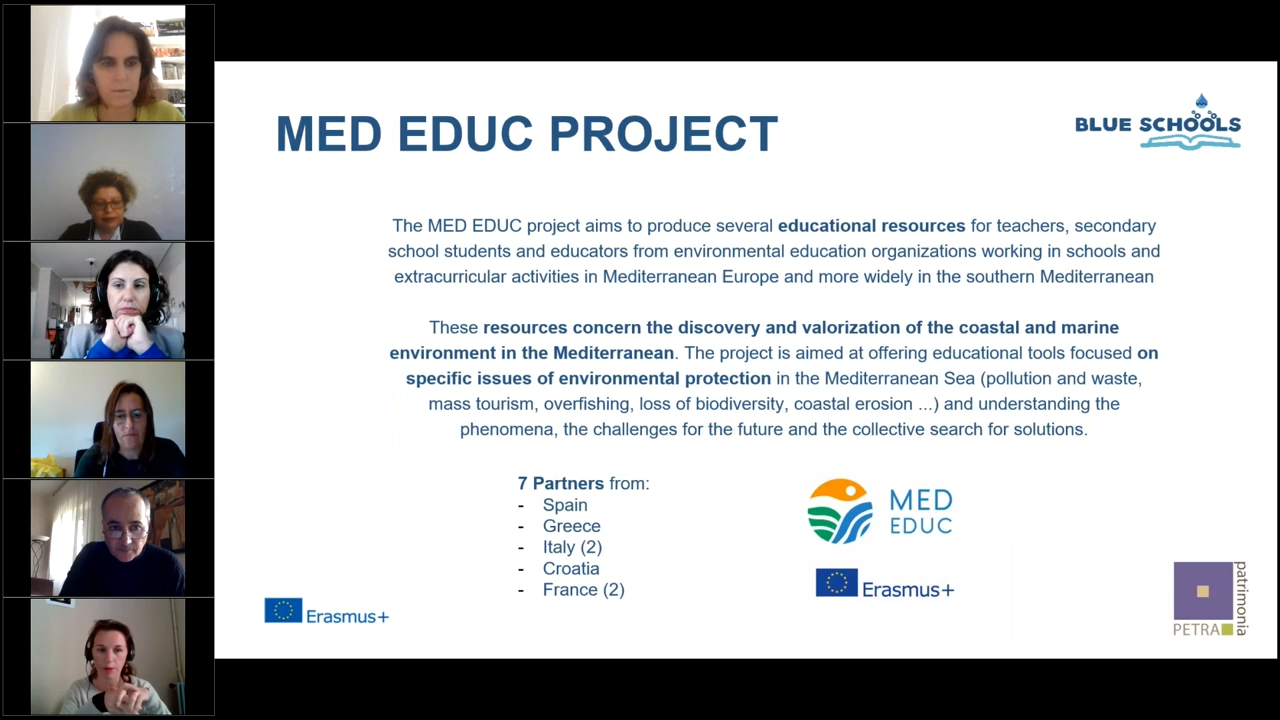 MED EDUC PROJECT
BLUE SCHOOLS
The MED EDUC project aims to produce several educational resources for teachers, secondary
school students and educators from environmental education organizations working in schools and
extracurricular activities in Mediterranean Europe and more widely in the southern Mediterranean
These resources concern the discovery and valorization of the coastal and marine
environment in the Mediterranean. The project is aimed at offering educational tools focused on
specific issues of environmental protection in the Mediterranean Sea (pollution and waste,
mass tourism, overfishing, loss of biodiversity, coastal erosion ...) and understanding the
phenomena, the challenges for the future and the collective search for solutions.
7 Partners from:
- Spain
- Greece
- Italy (2)
- Croatia
- France (2)
MED
EDUC
Erasmus+
Erasmus+
PETRA
patrimonia